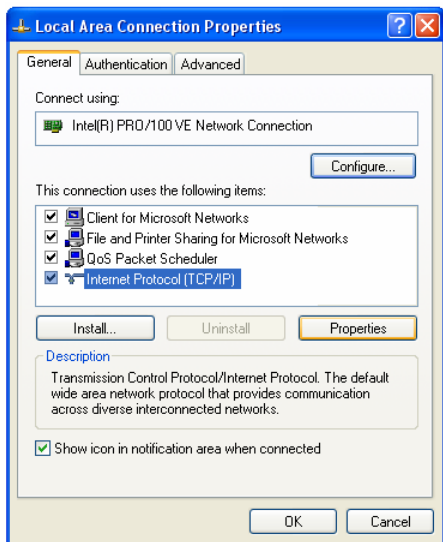 Local Area Connection Properties
General Authentication Advanced
Connect using:
Intel(R) PRO/100 VE Network Connection
Configure...
This connection uses the following items:
Client for Microsoft Networks
File and Printer Sharing for Microsoft Networks
QoS Packet Scheduler
Internet Protocol (TCP/IP)
Install... Uninstall Properties
Description
Transmission Control Protocol/Internet Protocol. The default
wide area network protocol that provides communication
across diverse interconnected networks.
Show icon in notification area when connected
OK Cancel